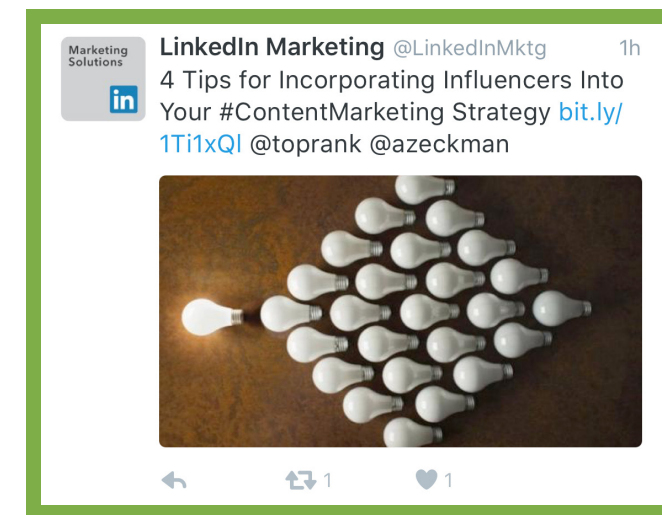 Marketing
Solutions
in
LinkedIn Marketing @LinkedInMktg 1h
4 Tips for Incorporating Influencers Into
Your #ContentMarketing Strategy bit.ly/
1Ti1xQl @toprank @azeckman
1 1